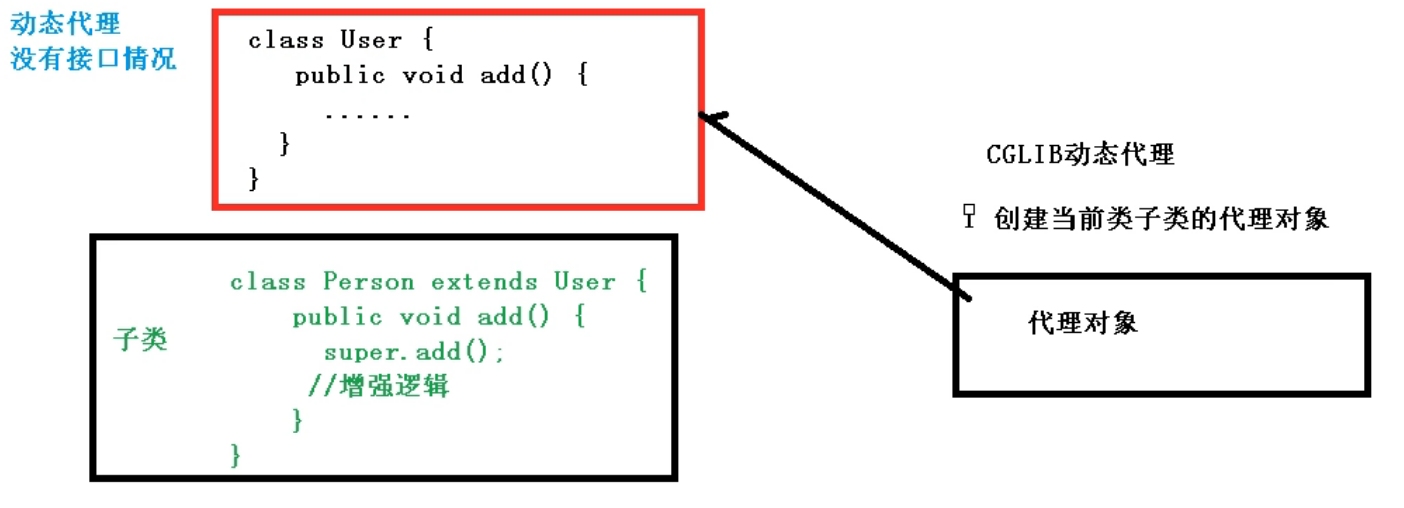 动态代理
没有接口情况
class User {
public void add() {
......
}
}
子类
class Person extends User {
public void add() {
super.add();
//增强逻辑
}
}
CGLIB动态代理
创建当前类子类的代理对象
代理对象